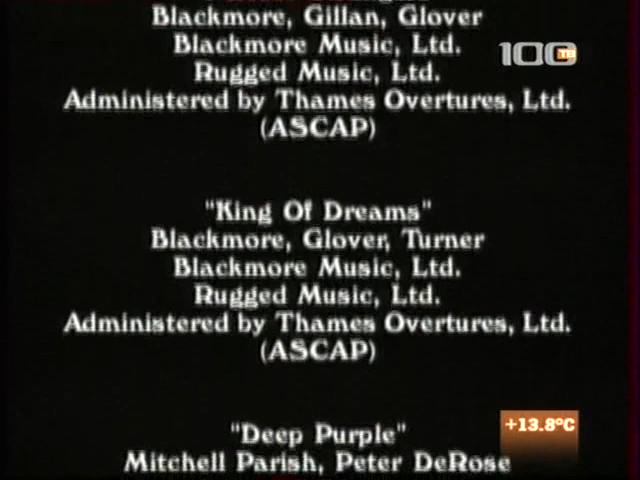 Blackmore, Gillan, Glover
Blackmore Music, Ltd.
100 ТВ
Rugged Music, Ltd.
Administered by Thames Overtures, Ltd.
(ASCAP)
"King Of Dreams"
Blackmore, Glover, Turner
Blackmore Music, Ltd.
Rugged Music, Ltd.
Administered by Thames Overtures, Ltd.
(ASCAP)
"Deep Purple"
+13.8°C
Mitchell Parish, Peter DeRose